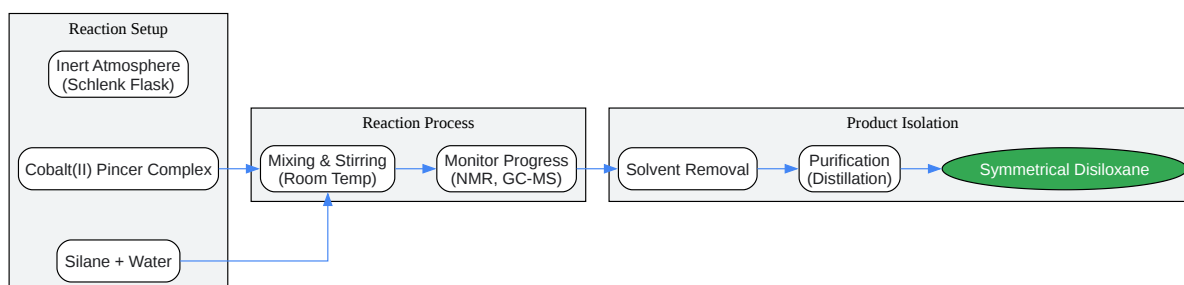 Reaction Setup
Inert Atmosphere
(Schlenk Flask)
Cobalt(II) Pincer Complex
Silane + Water
Reaction Process
Mixing & Stirring
(Room Temp)
Monitor Progress
(NMR, GC-MS)
Product Isolation
Solvent Removal
Purification
(Distillation)
Symmetrical Disiloxane